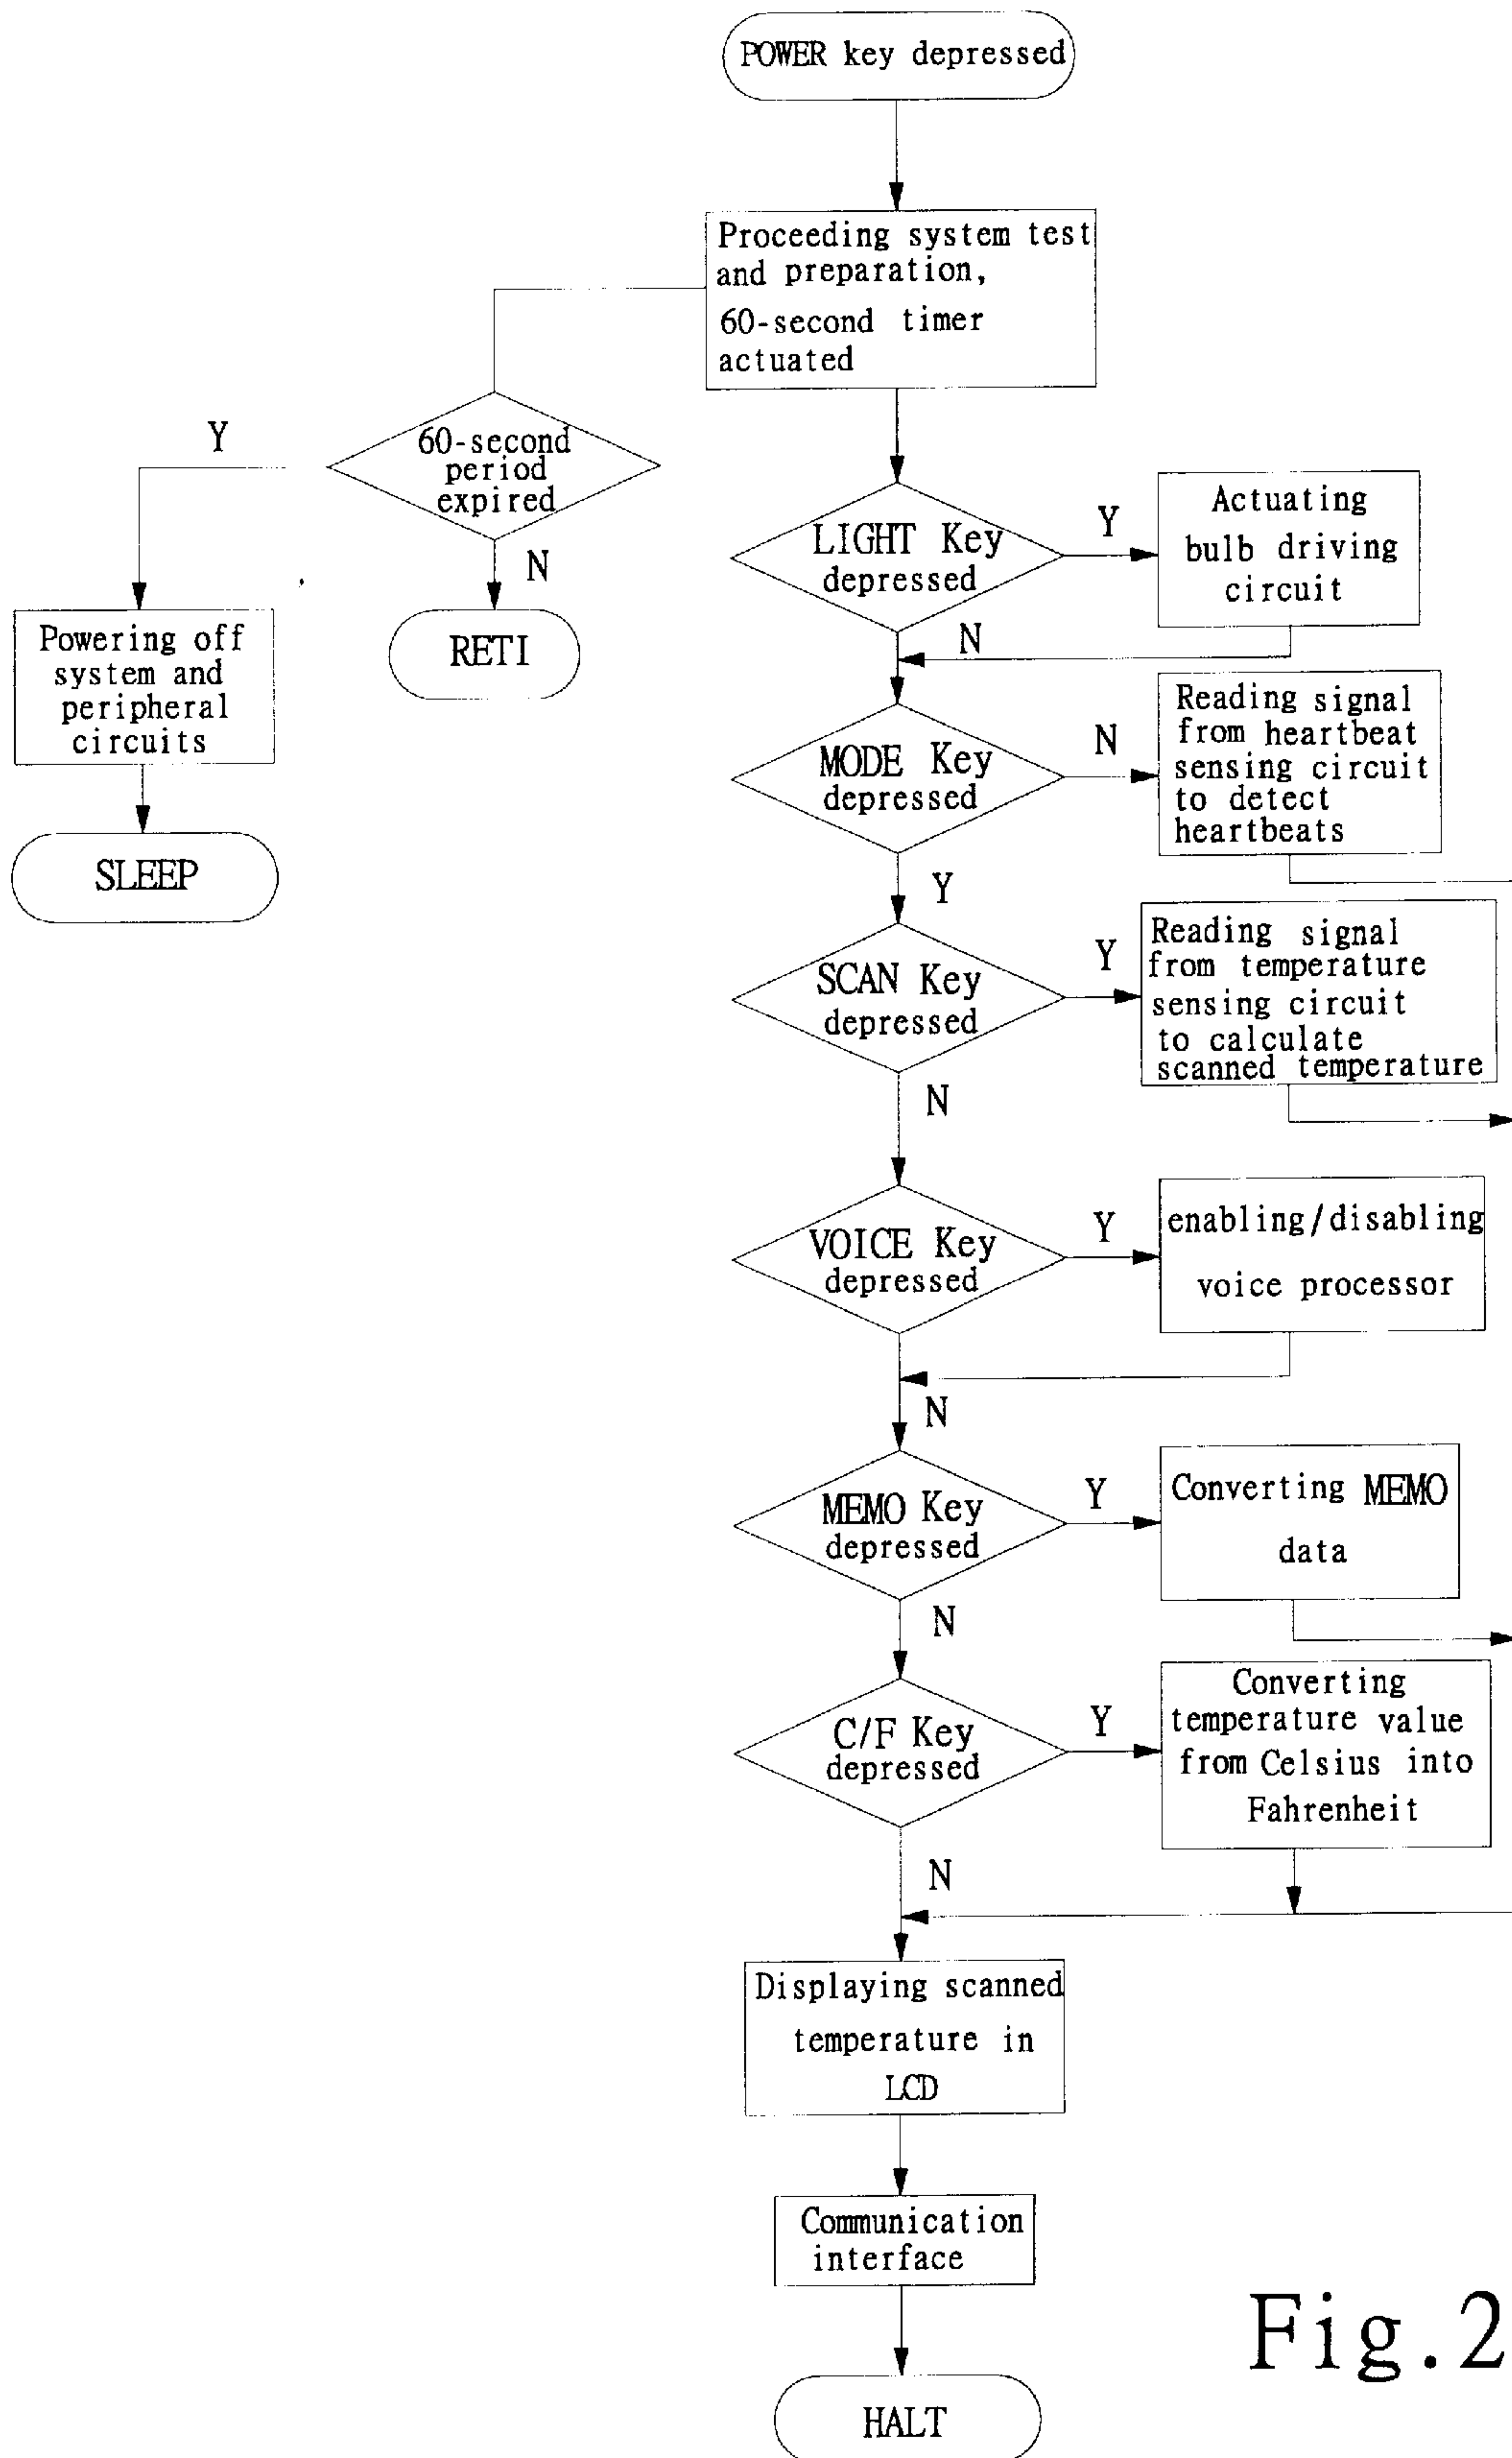 POWER key depressed
Proceeding system test
and preparation,
60-second timer
actuated
60-second
period
expired
Y
N
Powering off
system and
peripheral
circuits
SLEEP
RETI
LIGHT Key
depressed
Y
Actuating
bulb driving
circuit
N
MODE Key
depressed
N
Reading signal
from heartbeat
sensing circuit
to detect
heartbeats
Y
SCAN Key
depressed
Y
Reading signal
from temperature
sensing circuit
to calculate
scanned temperature
N
VOICE Key
depressed
Y
enabling/disabling
voice processor
N
MEMO Key
depressed
Y
Converting MEMO
data
N
C/F Key
depressed
Y
Converting
temperature value
from Celsius into
Fahrenheit
N
Displaying scanned
temperature in
LCD
Communication
interface
HALT
Fig.2